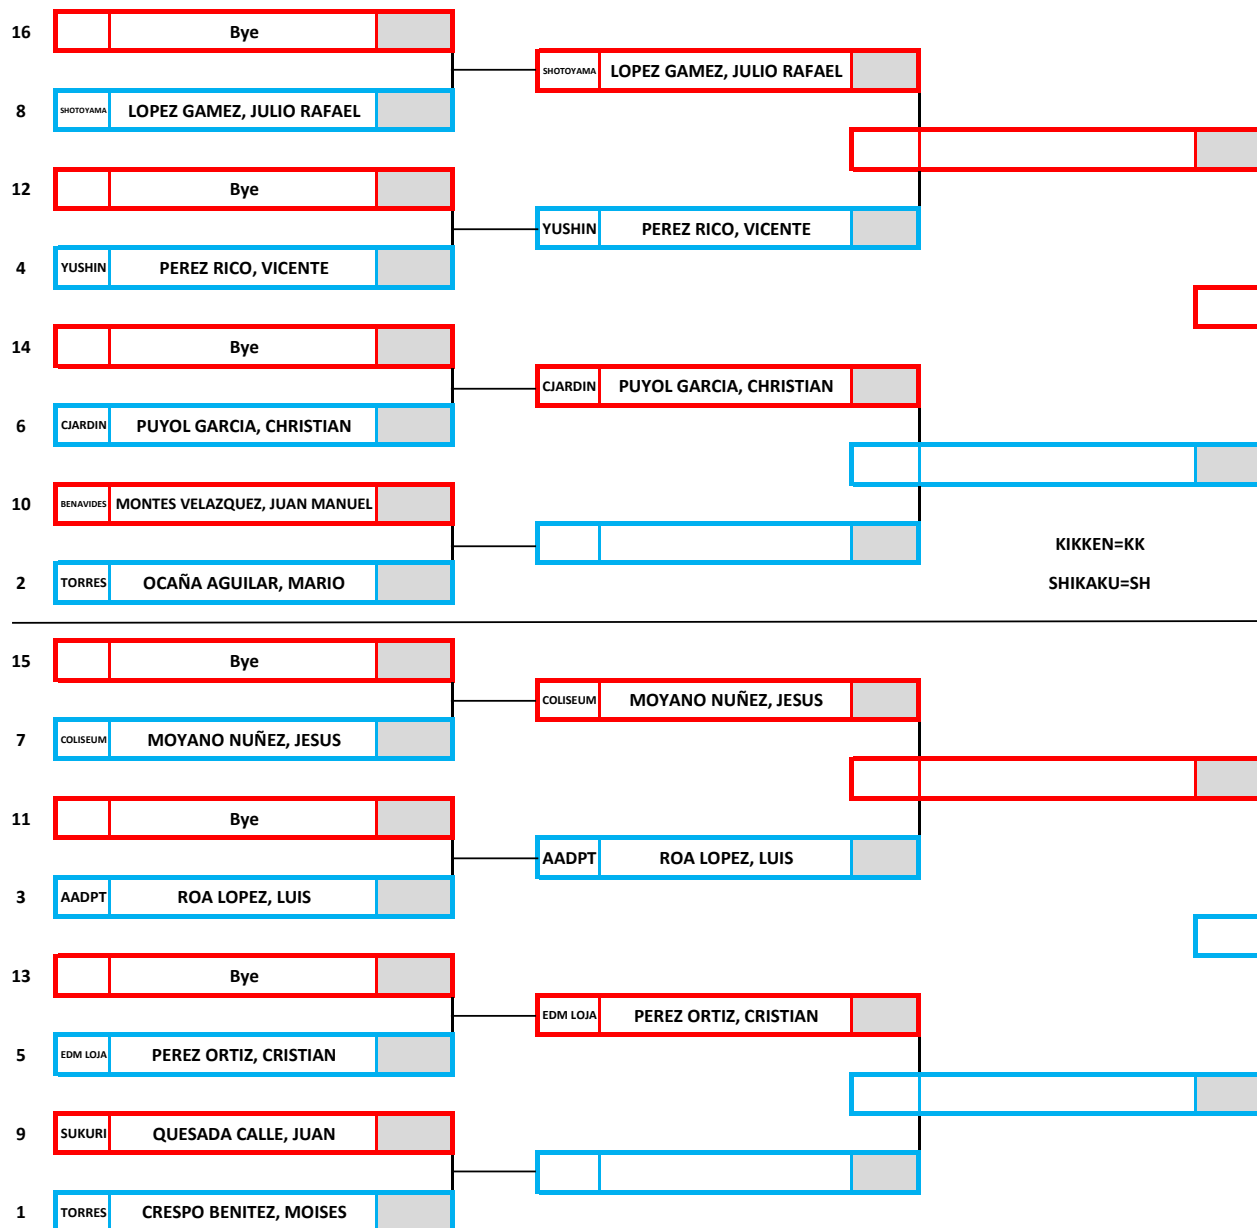 16 Bye
SHOTOYAMA LOPEZ GAMEZ, JULIO RAFAEL
8 SHOTOYAMA LOPEZ GAMEZ, JULIO RAFAEL
12 Bye
YUSHIN PEREZ RICO, VICENTE
4 YUSHIN PEREZ RICO, VICENTE
14 Bye
CJARDIN PUYOL GARCIA, CHRISTIAN
6 CJARDIN PUYOL GARCIA, CHRISTIAN
10 BENAVIDES MONTES VELAZQUEZ, JUAN MANUEL
KIKKEN=KK
2 TORRES OCAÑA AGUILAR, MARIO
SHIKAKU=SH
15 Bye
COLISEUM MOYANO NUÑEZ, JESUS
7 COLISEUM MOYANO NUÑEZ, JESUS
11 Bye
AADPT ROA LOPEZ, LUIS
3 AADPT ROA LOPEZ, LUIS
13 Bye
EDM LOJA PEREZ ORTIZ, CRISTIAN
5 EDM LOJA PEREZ ORTIZ, CRISTIAN
9 SUKURI QUESADA CALLE, JUAN
1 TORRES CRESPO BENITEZ, MOISES